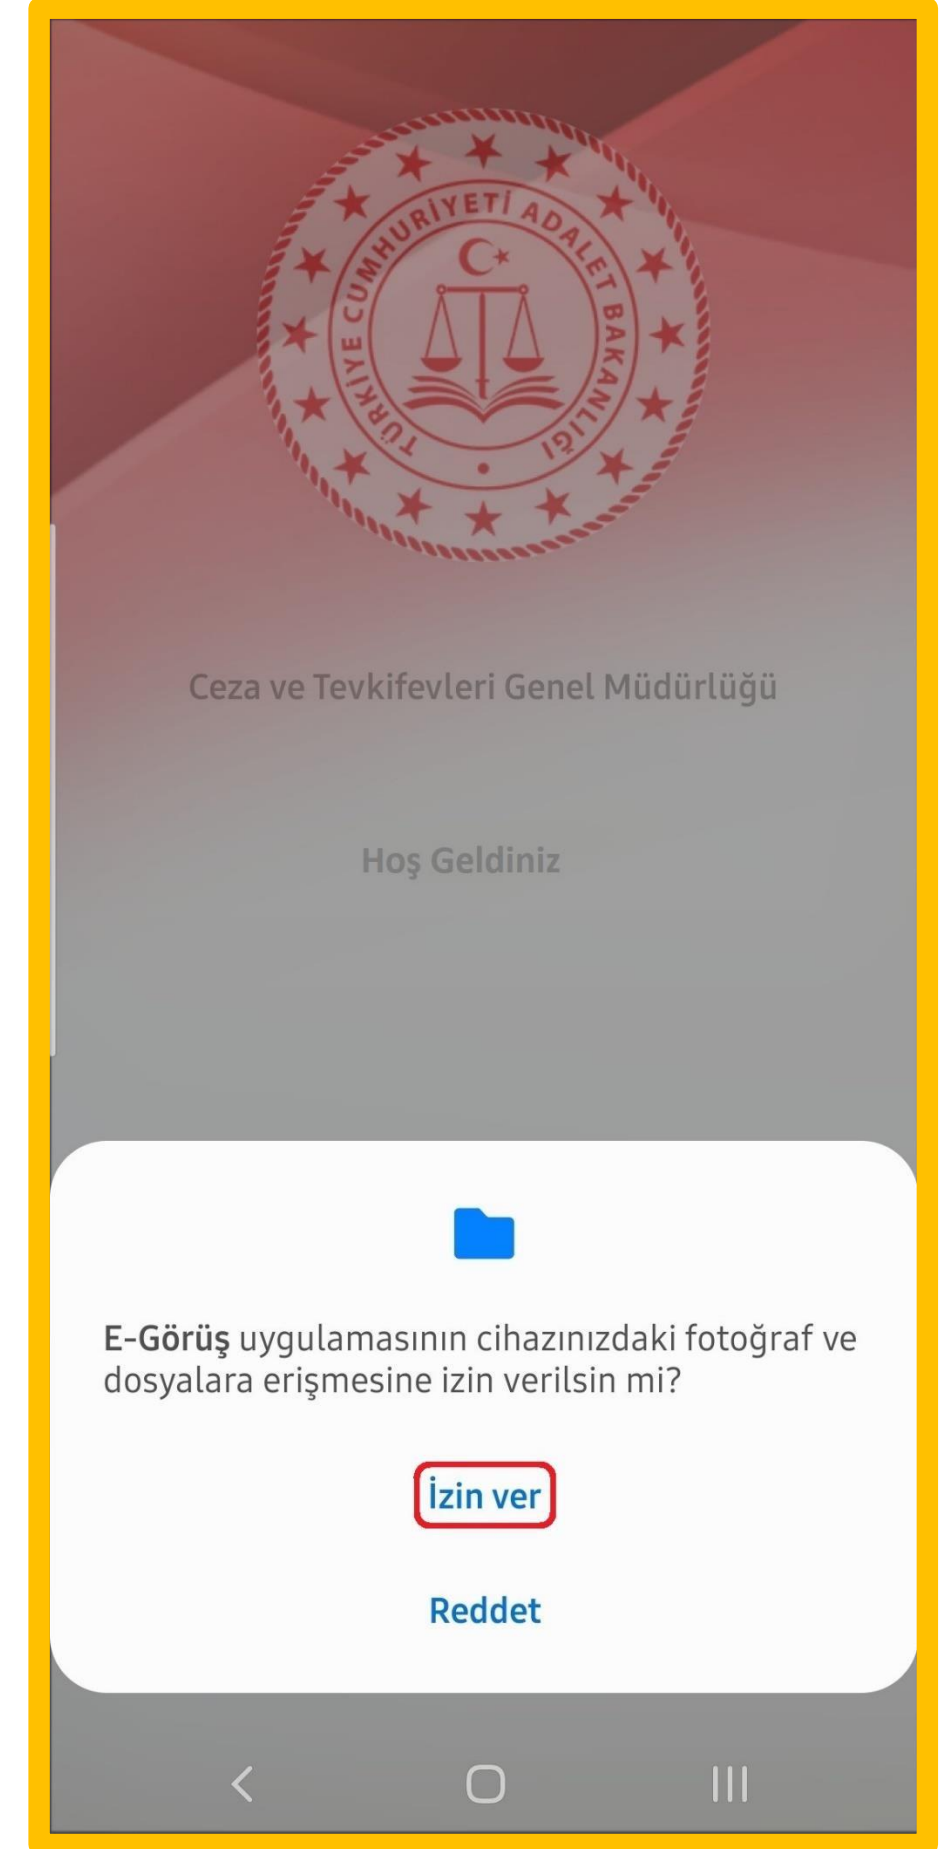 TÜRKİYE CUMHURİYETİ ADALET BAKANLIĞI
Ceza ve Tevkifevleri Genel Müdürlüğü
Hoş Geldiniz
E-Görüş uygulamasının cihazınızdaki fotoğraf ve
dosyalara erişmesine izin verilsin mi?
İzin ver
Reddet